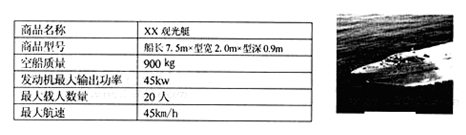 商品名称 XX 观光艇
商品型号 船长 7.5m×型宽 2.0m×型深 0.9m
空船质量 900 kg
发动机最大输出功率 45kw
最大载人数量 20 人
最大航速 45km/h